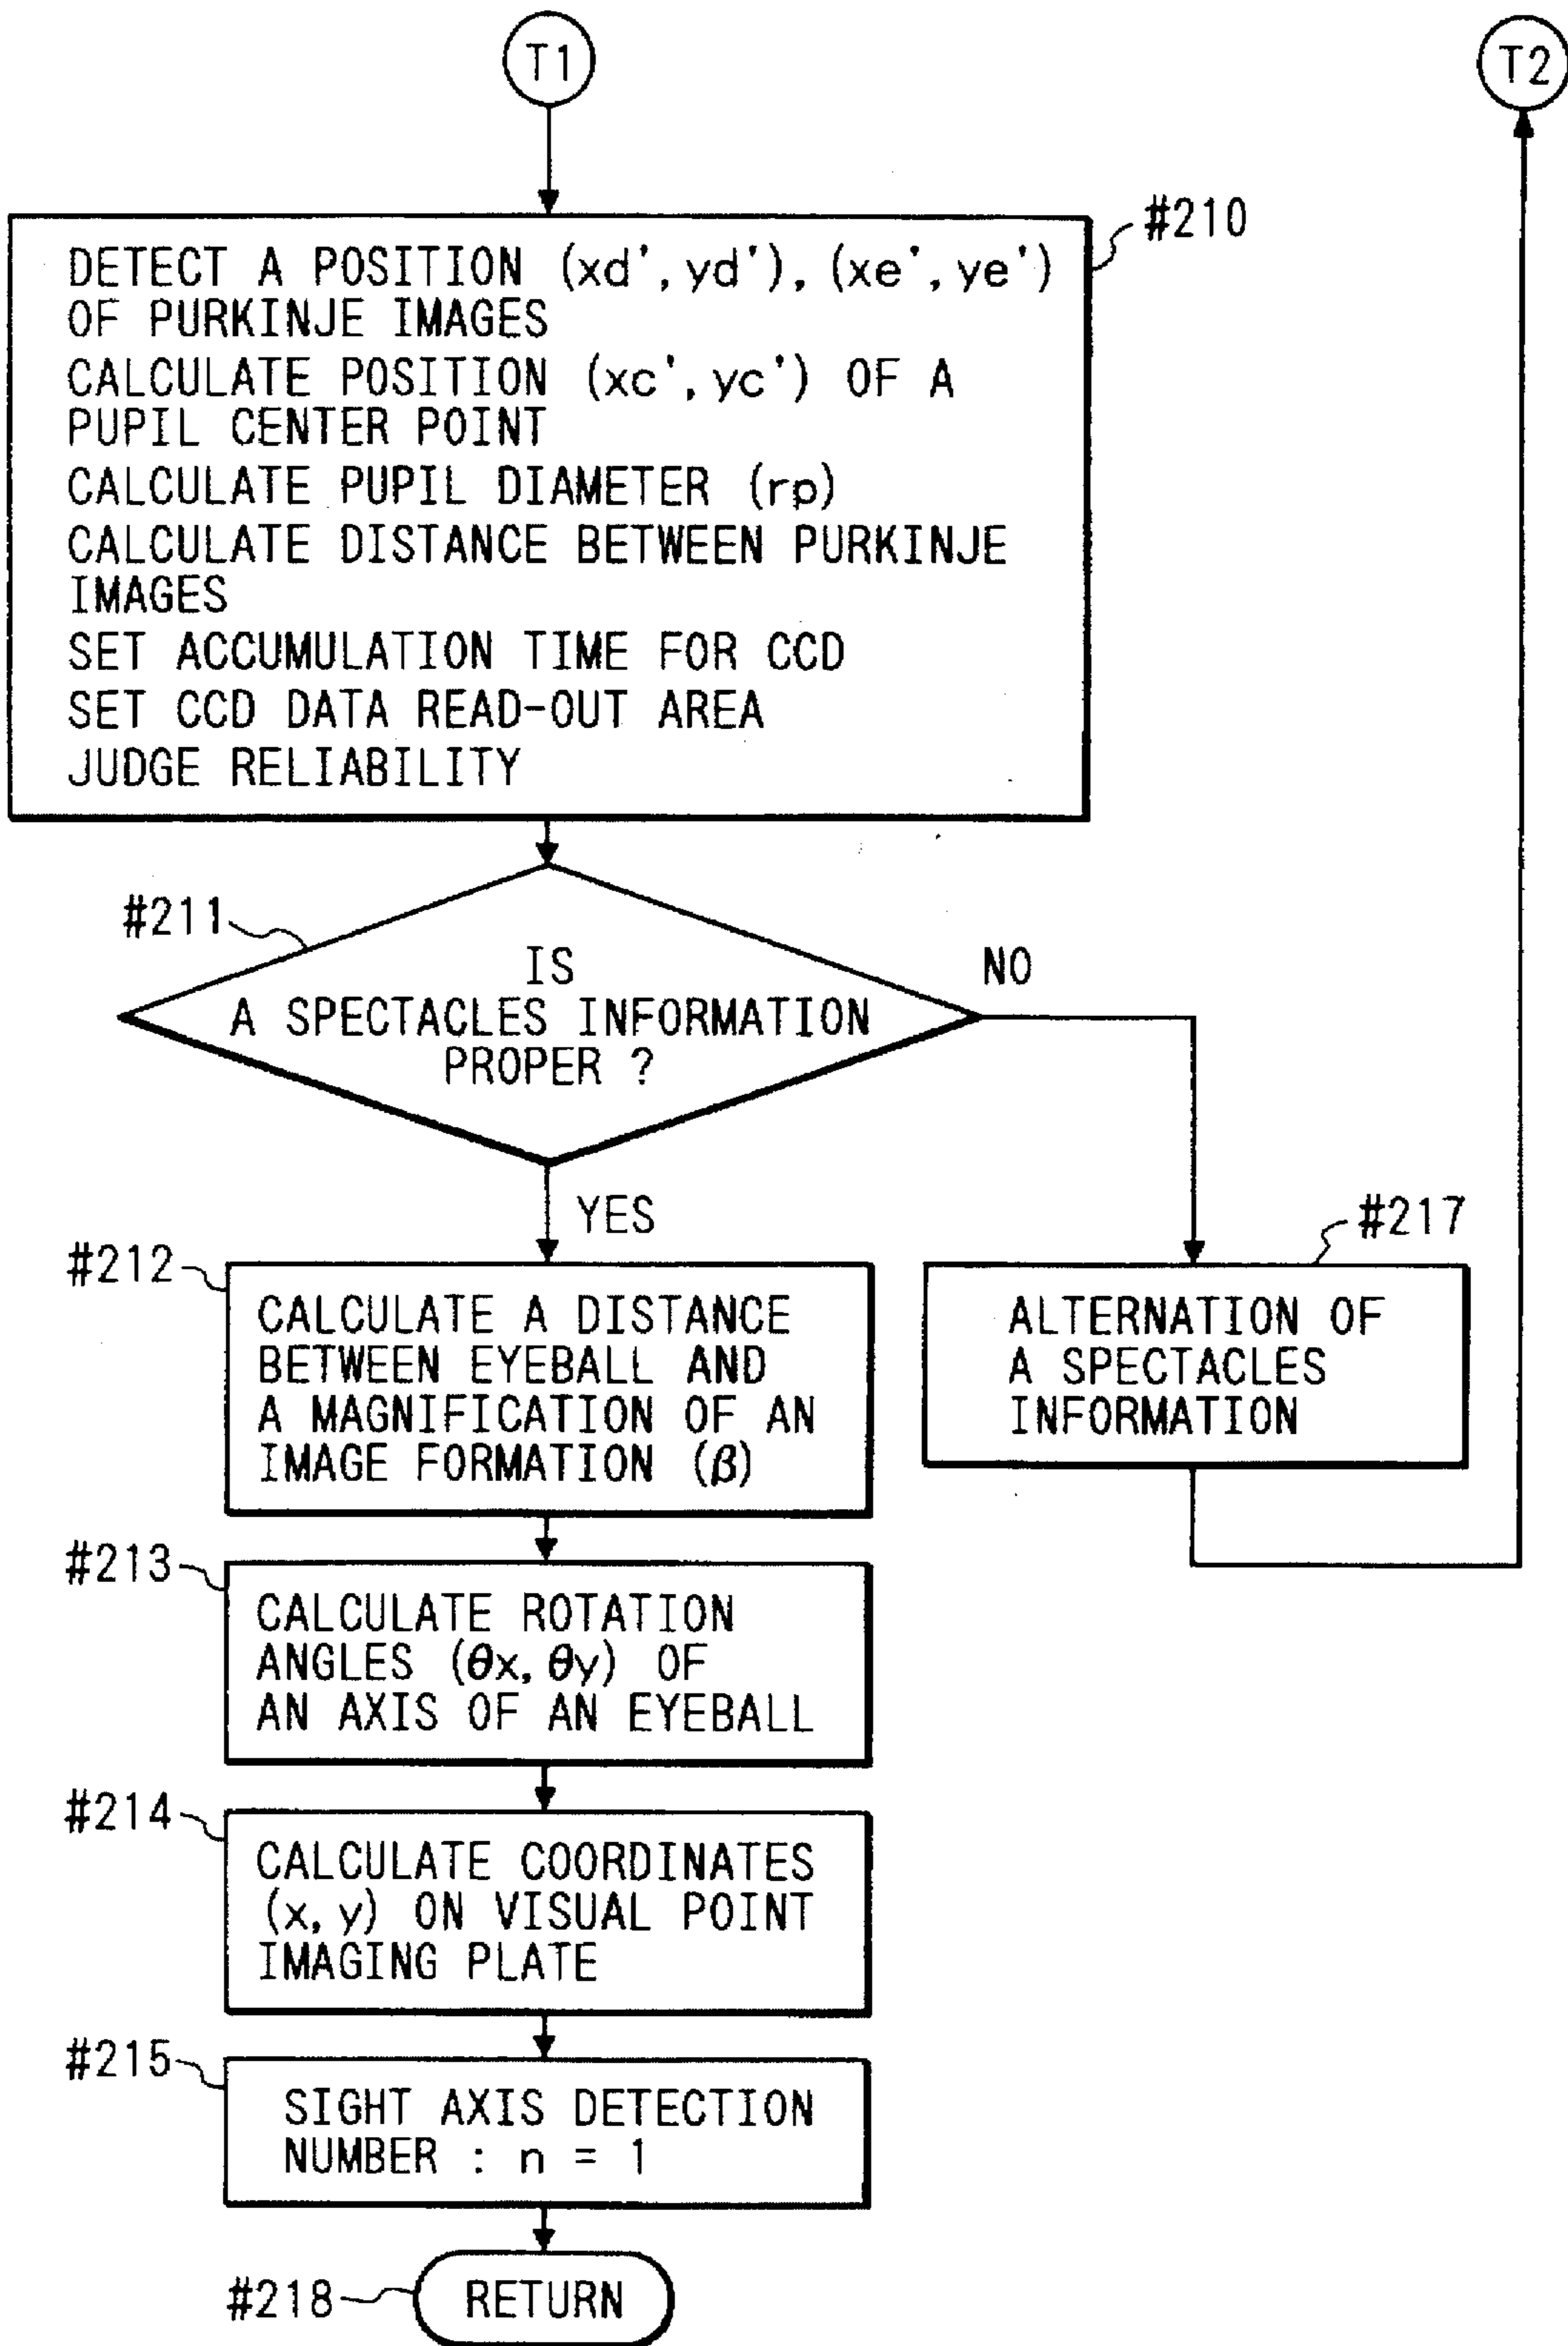 T1
T2
#210
DETECT A POSITION (xd', yd'), (xe', ye')
OF PURKINJE IMAGES
CALCULATE POSITION (xc', yc') OF A
PUPIL CENTER POINT
CALCULATE PUPIL DIAMETER (rp)
CALCULATE DISTANCE BETWEEN PURKINJE
IMAGES
SET ACCUMULATION TIME FOR CCD
SET CCD DATA READ-OUT AREA
JUDGE RELIABILITY
#211
IS
A SPECTACLES INFORMATION
PROPER ?
NO
YES
#212
CALCULATE A DISTANCE
BETWEEN EYEBALL AND
A MAGNIFICATION OF AN
IMAGE FORMATION (β)
#217
ALTERNATION OF
A SPECTACLES
INFORMATION
#213
CALCULATE ROTATION
ANGLES (θx, θy) OF
AN AXIS OF AN EYEBALL
#214
CALCULATE COORDINATES
(x, y) ON VISUAL POINT
IMAGING PLATE
#215
SIGHT AXIS DETECTION
NUMBER : n = 1
#218
RETURN